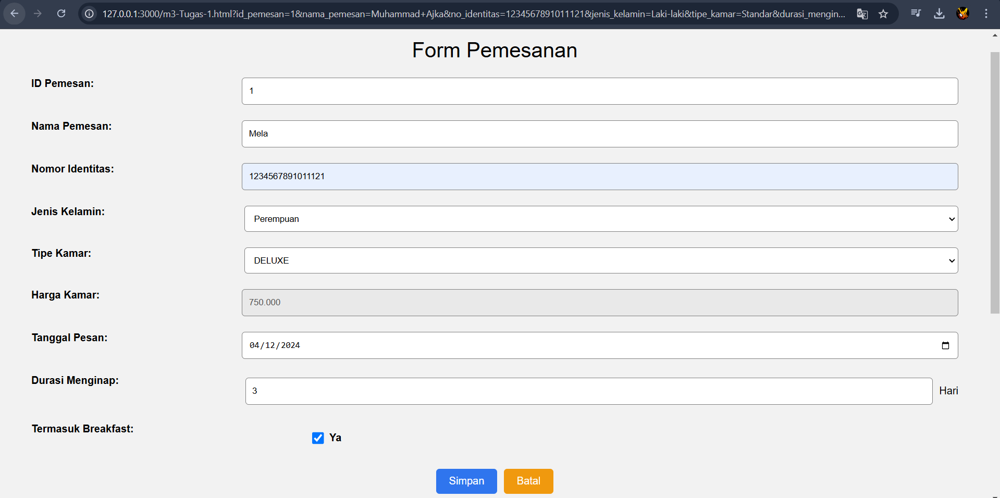 127.0.0.1:3000/m3-Tugas-1.html?id_pemesan=1&nama_pemesan=Muhammad+Ajka&no_identitas=1234567891011121&jenis_kelamin=Laki-laki&tipe_kamar=Standar&durasi_mengin...
Form Pemesanan
ID Pemesan:
1
Nama Pemesan:
Mela
Nomor Identitas:
1234567891011121
Jenis Kelamin:
Perempuan
Tipe Kamar:
DELUXE
Harga Kamar:
750.000
Tanggal Pesan:
04/12/2024
Durasi Menginap:
3 Hari
Termasuk Breakfast:
Ya
Simpan Batal